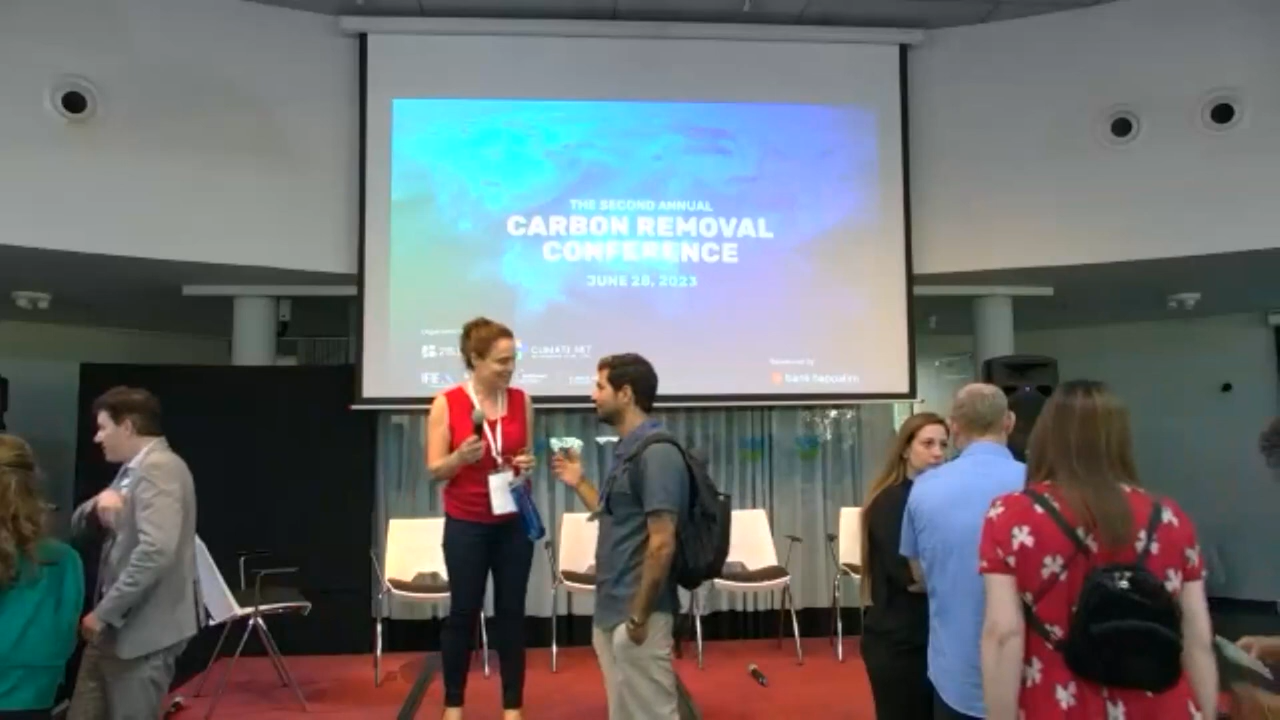 THE SECOND ANNUAL
CARBON REMOVAL
CONFERENCE
JUNE 28, 2023
CLIMATE NET
Sponsored by
bank hapoalim